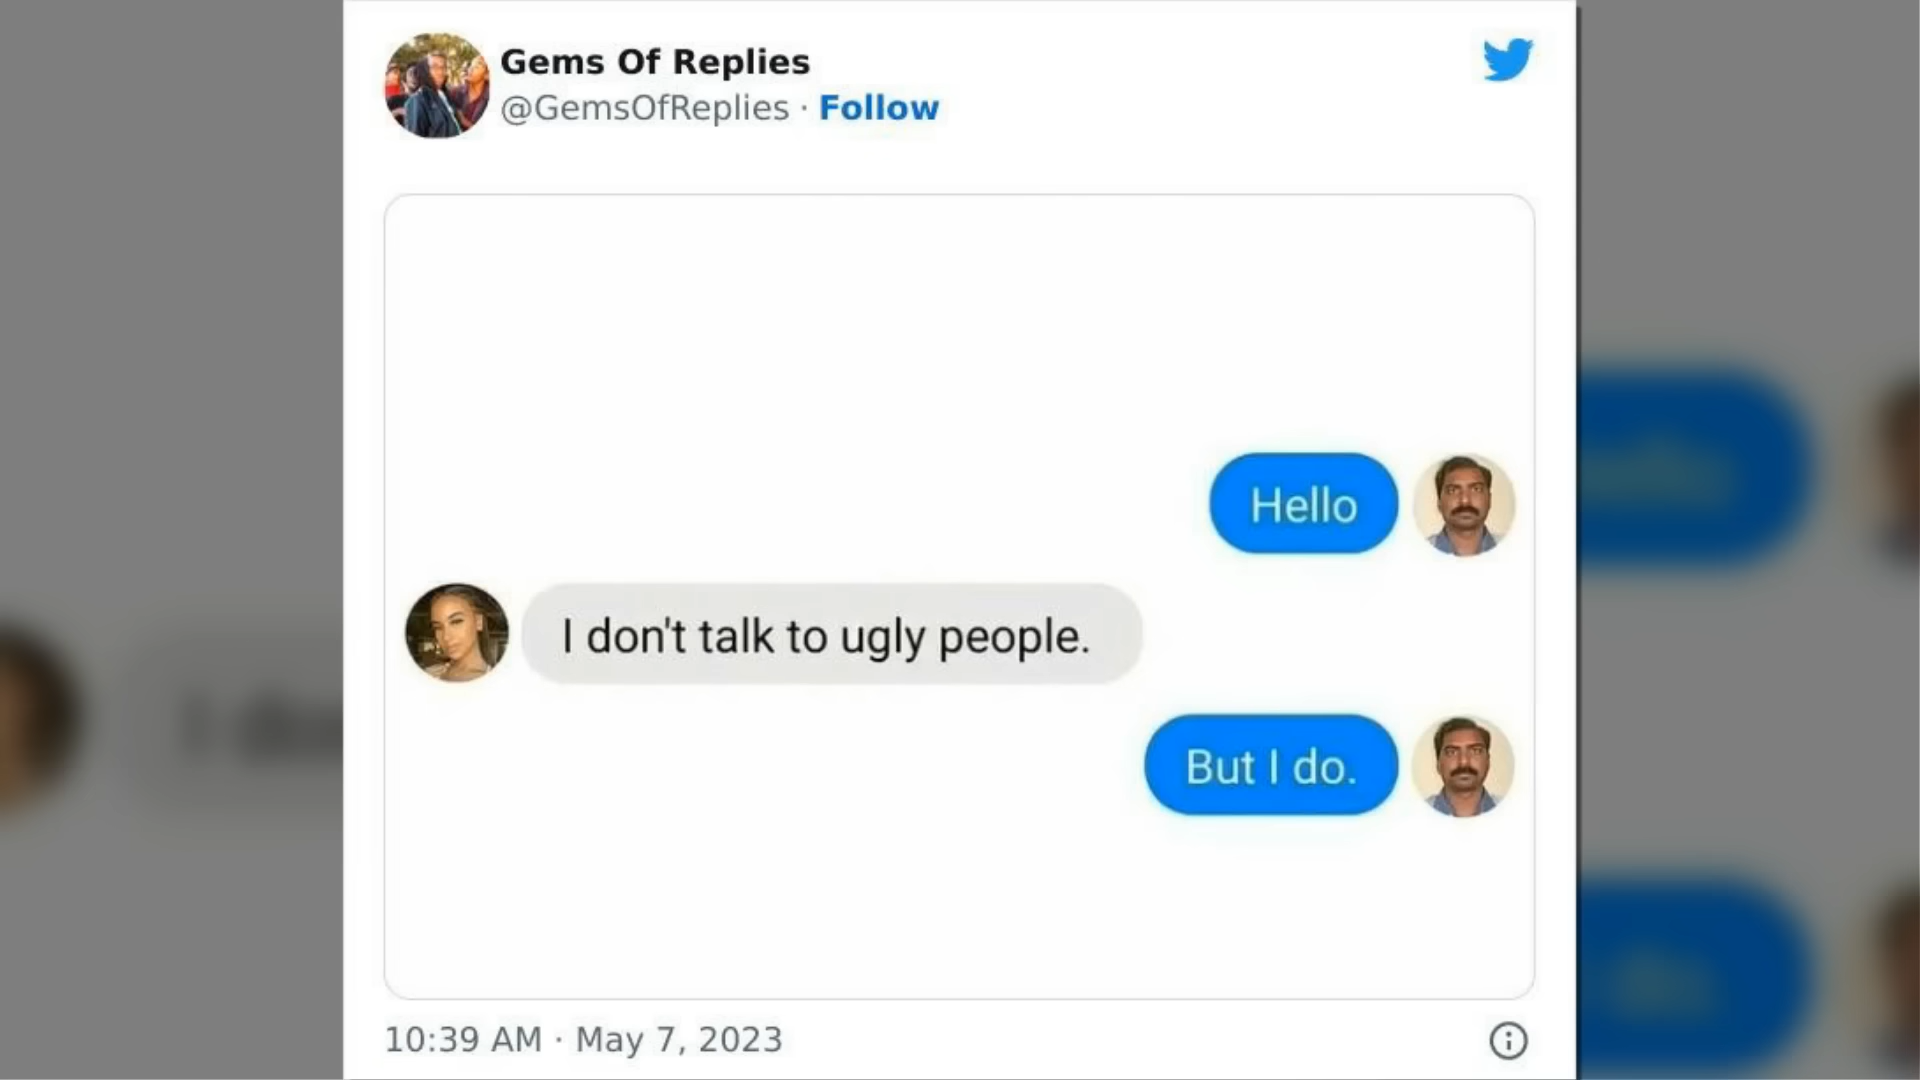 Gems Of Replies
@GemsOfReplies · Follow
Hello
I don't talk to ugly people.
But I do.
10:39 AM · May 7, 2023